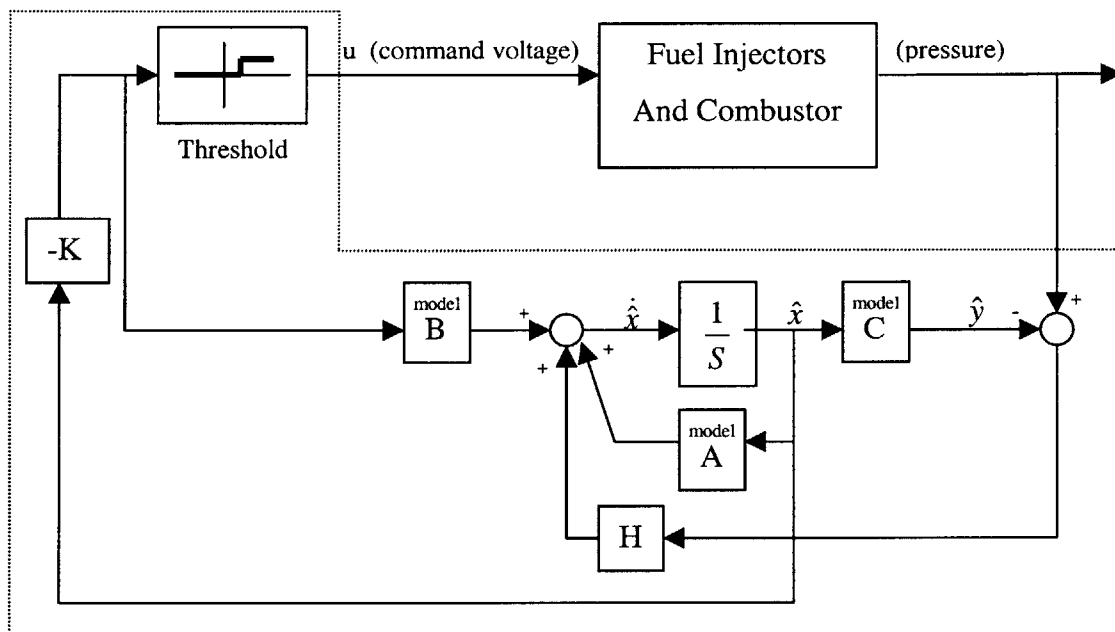 u (command voltage)
Fuel Injectors
And Combustor
(pressure)
Threshold
-K
model
B
+
+
+
ẋ̂
1
S
x̂
model
C
ŷ
-
+
model
A
H